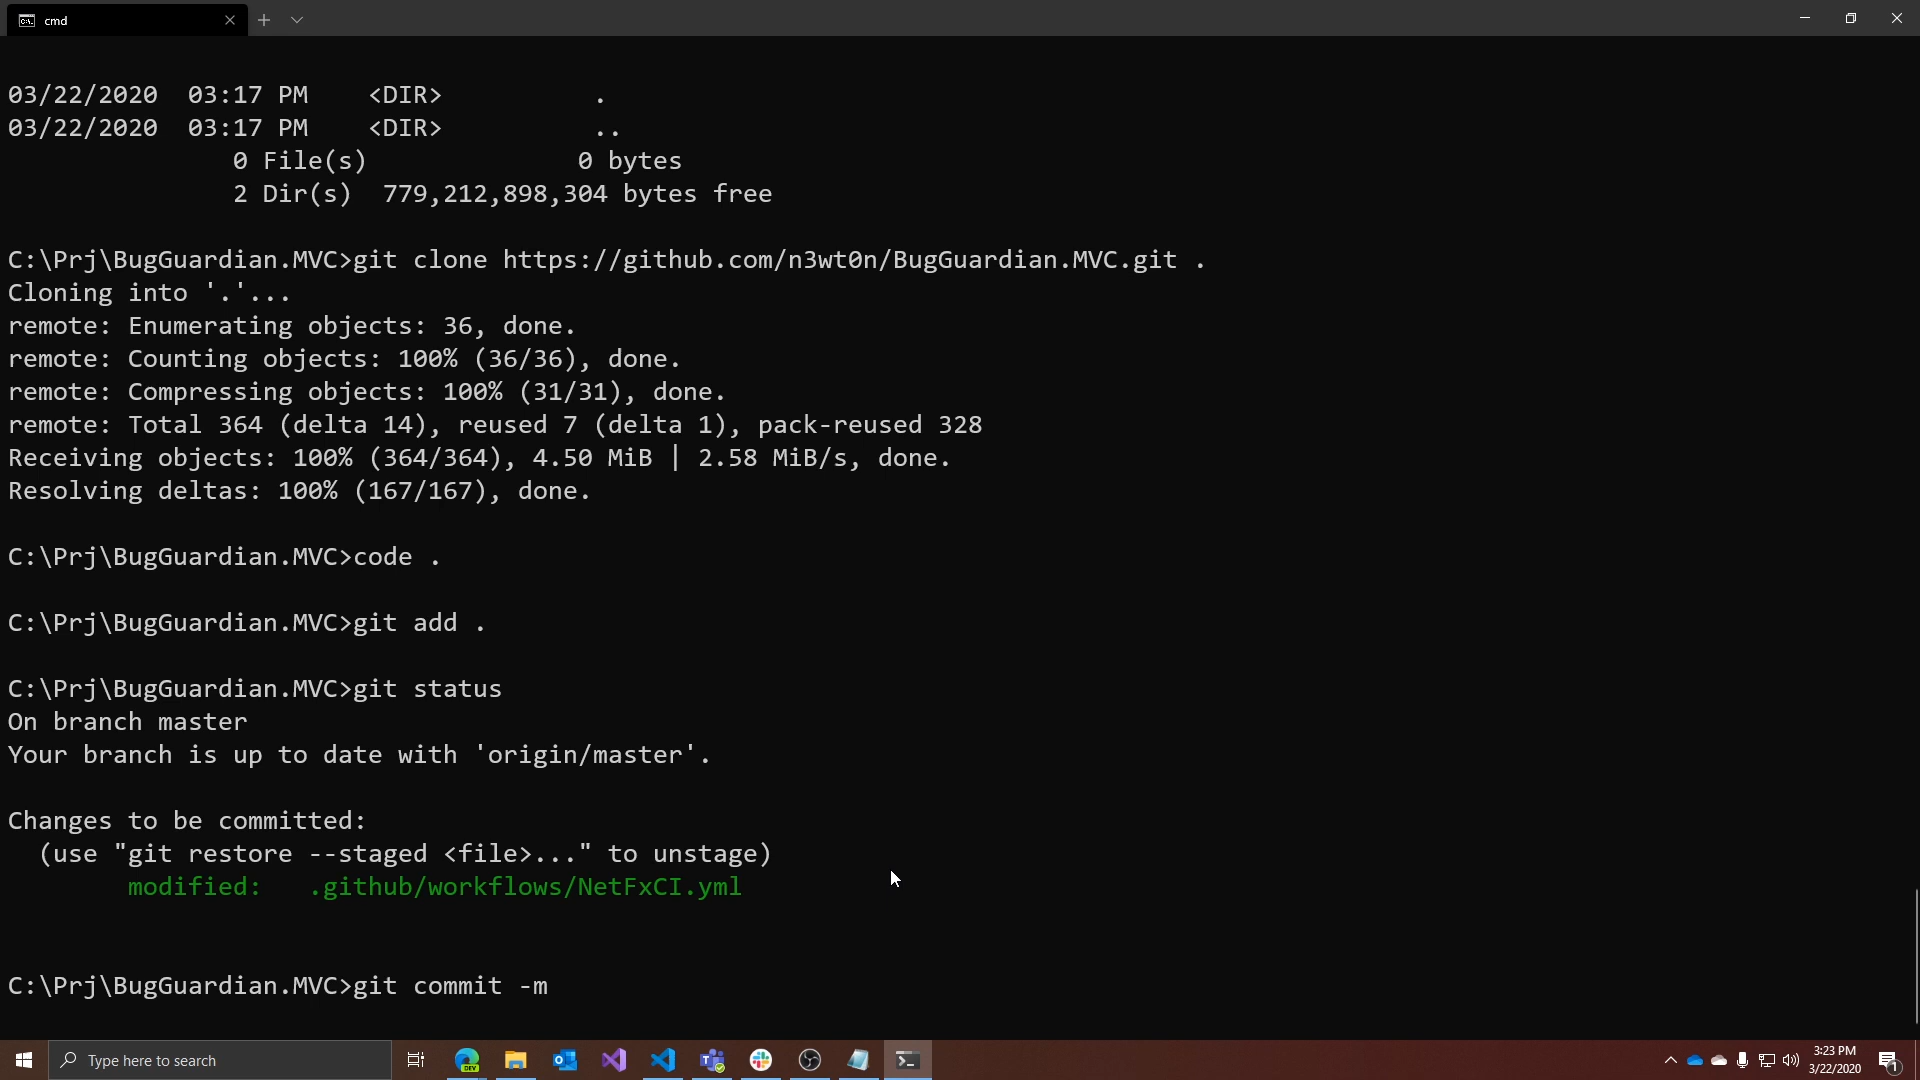 cmd
03/22/2020  03:17 PM    <DIR>          .
03/22/2020  03:17 PM    <DIR>          ..
               0 File(s)              0 bytes
               2 Dir(s)  779,212,898,304 bytes free
C:\Prj\BugGuardian.MVC>git clone https://github.com/n3wt0n/BugGuardian.MVC.git .
Cloning into '.'...
remote: Enumerating objects: 36, done.
remote: Counting objects: 100% (36/36), done.
remote: Compressing objects: 100% (31/31), done.
remote: Total 364 (delta 14), reused 7 (delta 1), pack-reused 328
Receiving objects: 100% (364/364), 4.50 MiB | 2.58 MiB/s, done.
Resolving deltas: 100% (167/167), done.
C:\Prj\BugGuardian.MVC>code .
C:\Prj\BugGuardian.MVC>git add .
C:\Prj\BugGuardian.MVC>git status
On branch master
Your branch is up to date with 'origin/master'.
Changes to be committed:
  (use "git restore --staged <file>..." to unstage)
        modified:   .github/workflows/NetFxCI.yml
C:\Prj\BugGuardian.MVC>git commit -m
Type here to search
3:23 PM
3/22/2020